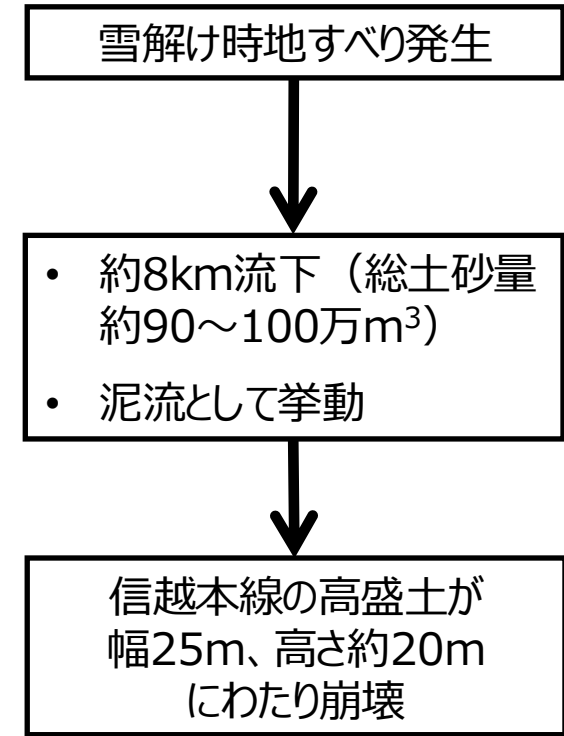 雪解け時地すべり発生
• 約8km流下（総土砂量
約90～100万m³）
• 泥流として挙動
信越本線の高盛土が
幅25m、高さ約20m
にわたり崩壊